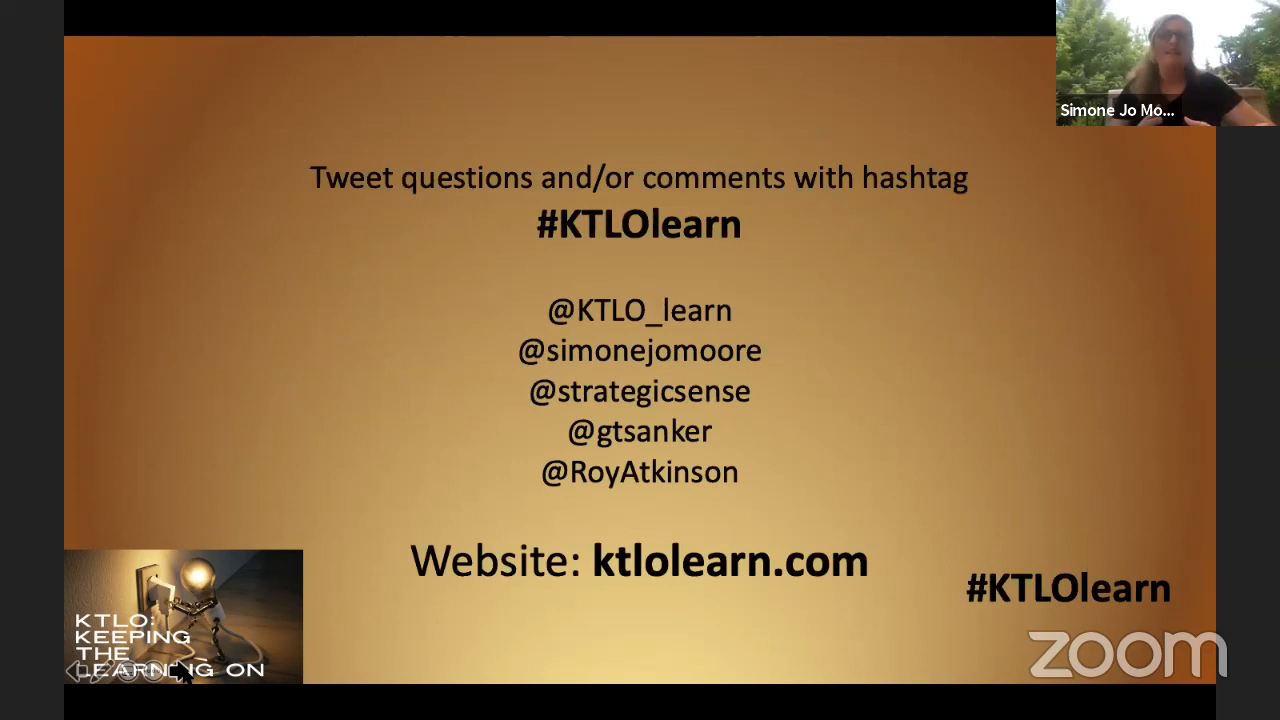 Simone Jo Mo...
Tweet questions and/or comments with hashtag
#KTLOlearn
@KTLO_learn
@simonejomoore
@strategicsense
@gtsanker
@RoyAtkinson
Website: ktlolearn.com
#KTLOlearn
KTLO:
KEEPING
THE
LEARNING ON
zoom